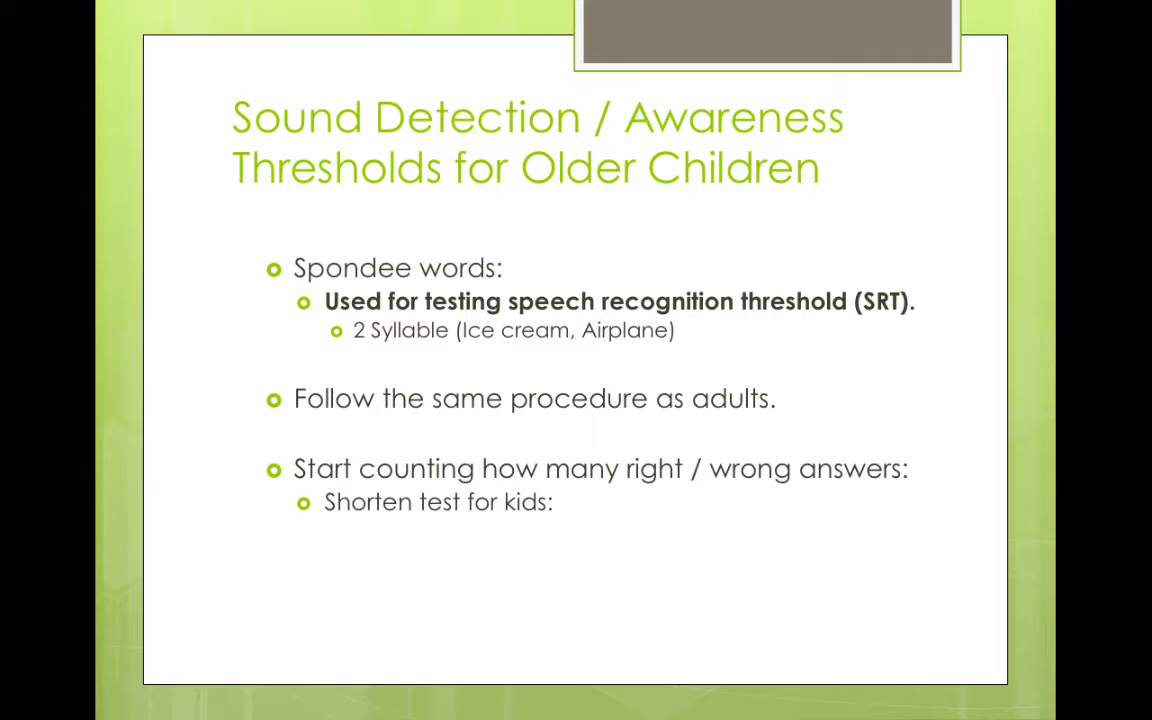 Sound Detection / Awareness
Thresholds for Older Children
Spondee words:
Used for testing speech recognition threshold (SRT).
2 Syllable (Ice cream, Airplane)
Follow the same procedure as adults.
Start counting how many right / wrong answers:
Shorten test for kids: